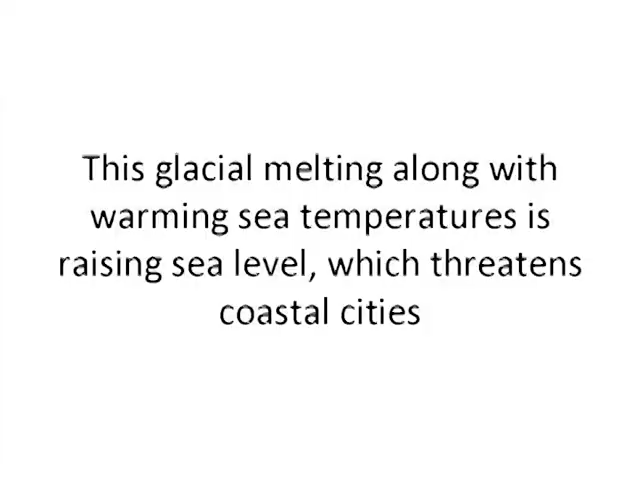 This glacial melting along with
warming sea temperatures is
raising sea level, which threatens
coastal cities